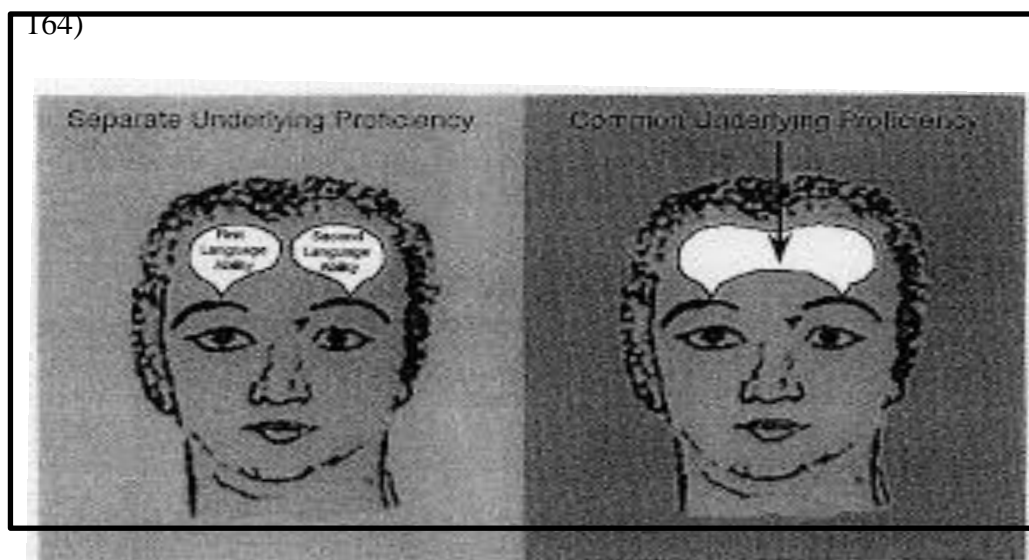 164)
Separate Underlying Proficiency
Common Underlying Proficiency
First
Language
Ability
Second
Language
Ability